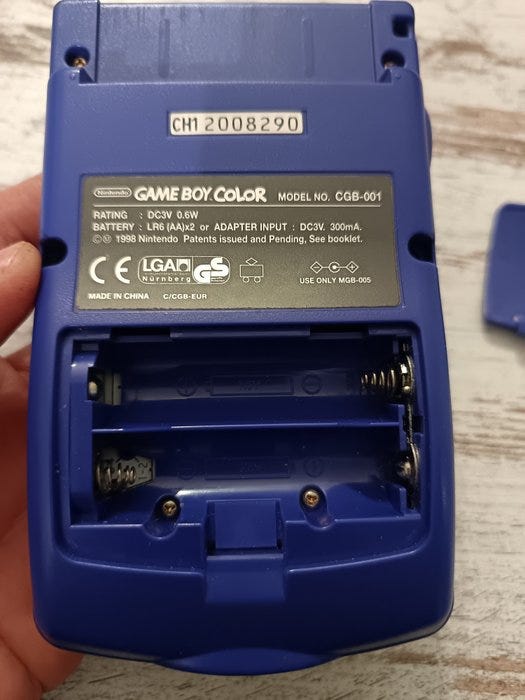 CH12008290
Nintendo GAME BOY COLOR MODEL NO. CGB-001
RATING : DC3V 0.6W
BATTERY : LR6 (AA)x2 or ADAPTER INPUT : DC3V. 300mA.
©Ⓜ 1998 Nintendo Patents issued and Pending, See booklet.
CE LGA GS
Nürnberg
USE ONLY MGB-005
MADE IN CHINA C/CGB-EUR
2